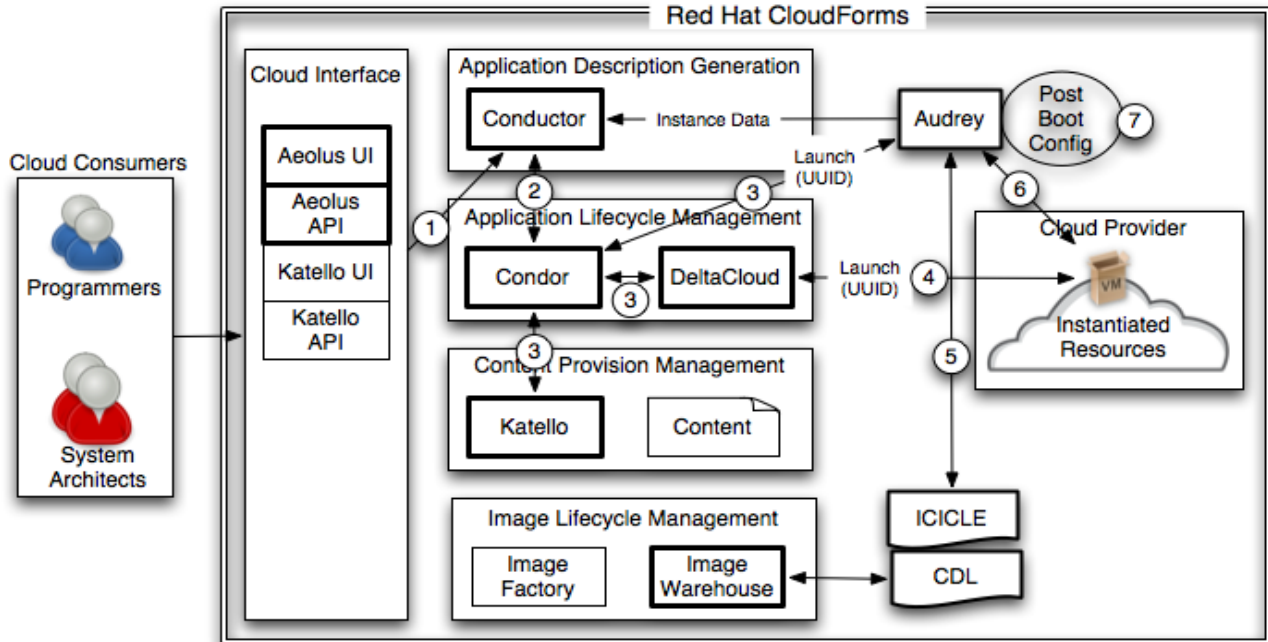 Red Hat CloudForms
Cloud Consumers
Programmers
System
Architects
Cloud Interface
Aeolus UI
Aeolus
API
Katello UI
Katello
API
1
Application Description Generation
Conductor
Instance Data
Audrey
Post
Boot
Config
7
2
Launch
(UUID)
3
6
Application Lifecycle Management
Condor
3
DeltaCloud
Launch
(UUID)
4
Cloud Provider
VM
Instantiated
Resources
3
5
Content Provision Management
Katello
Content
Image Lifecycle Management
Image
Factory
Image
Warehouse
ICICLE
CDL